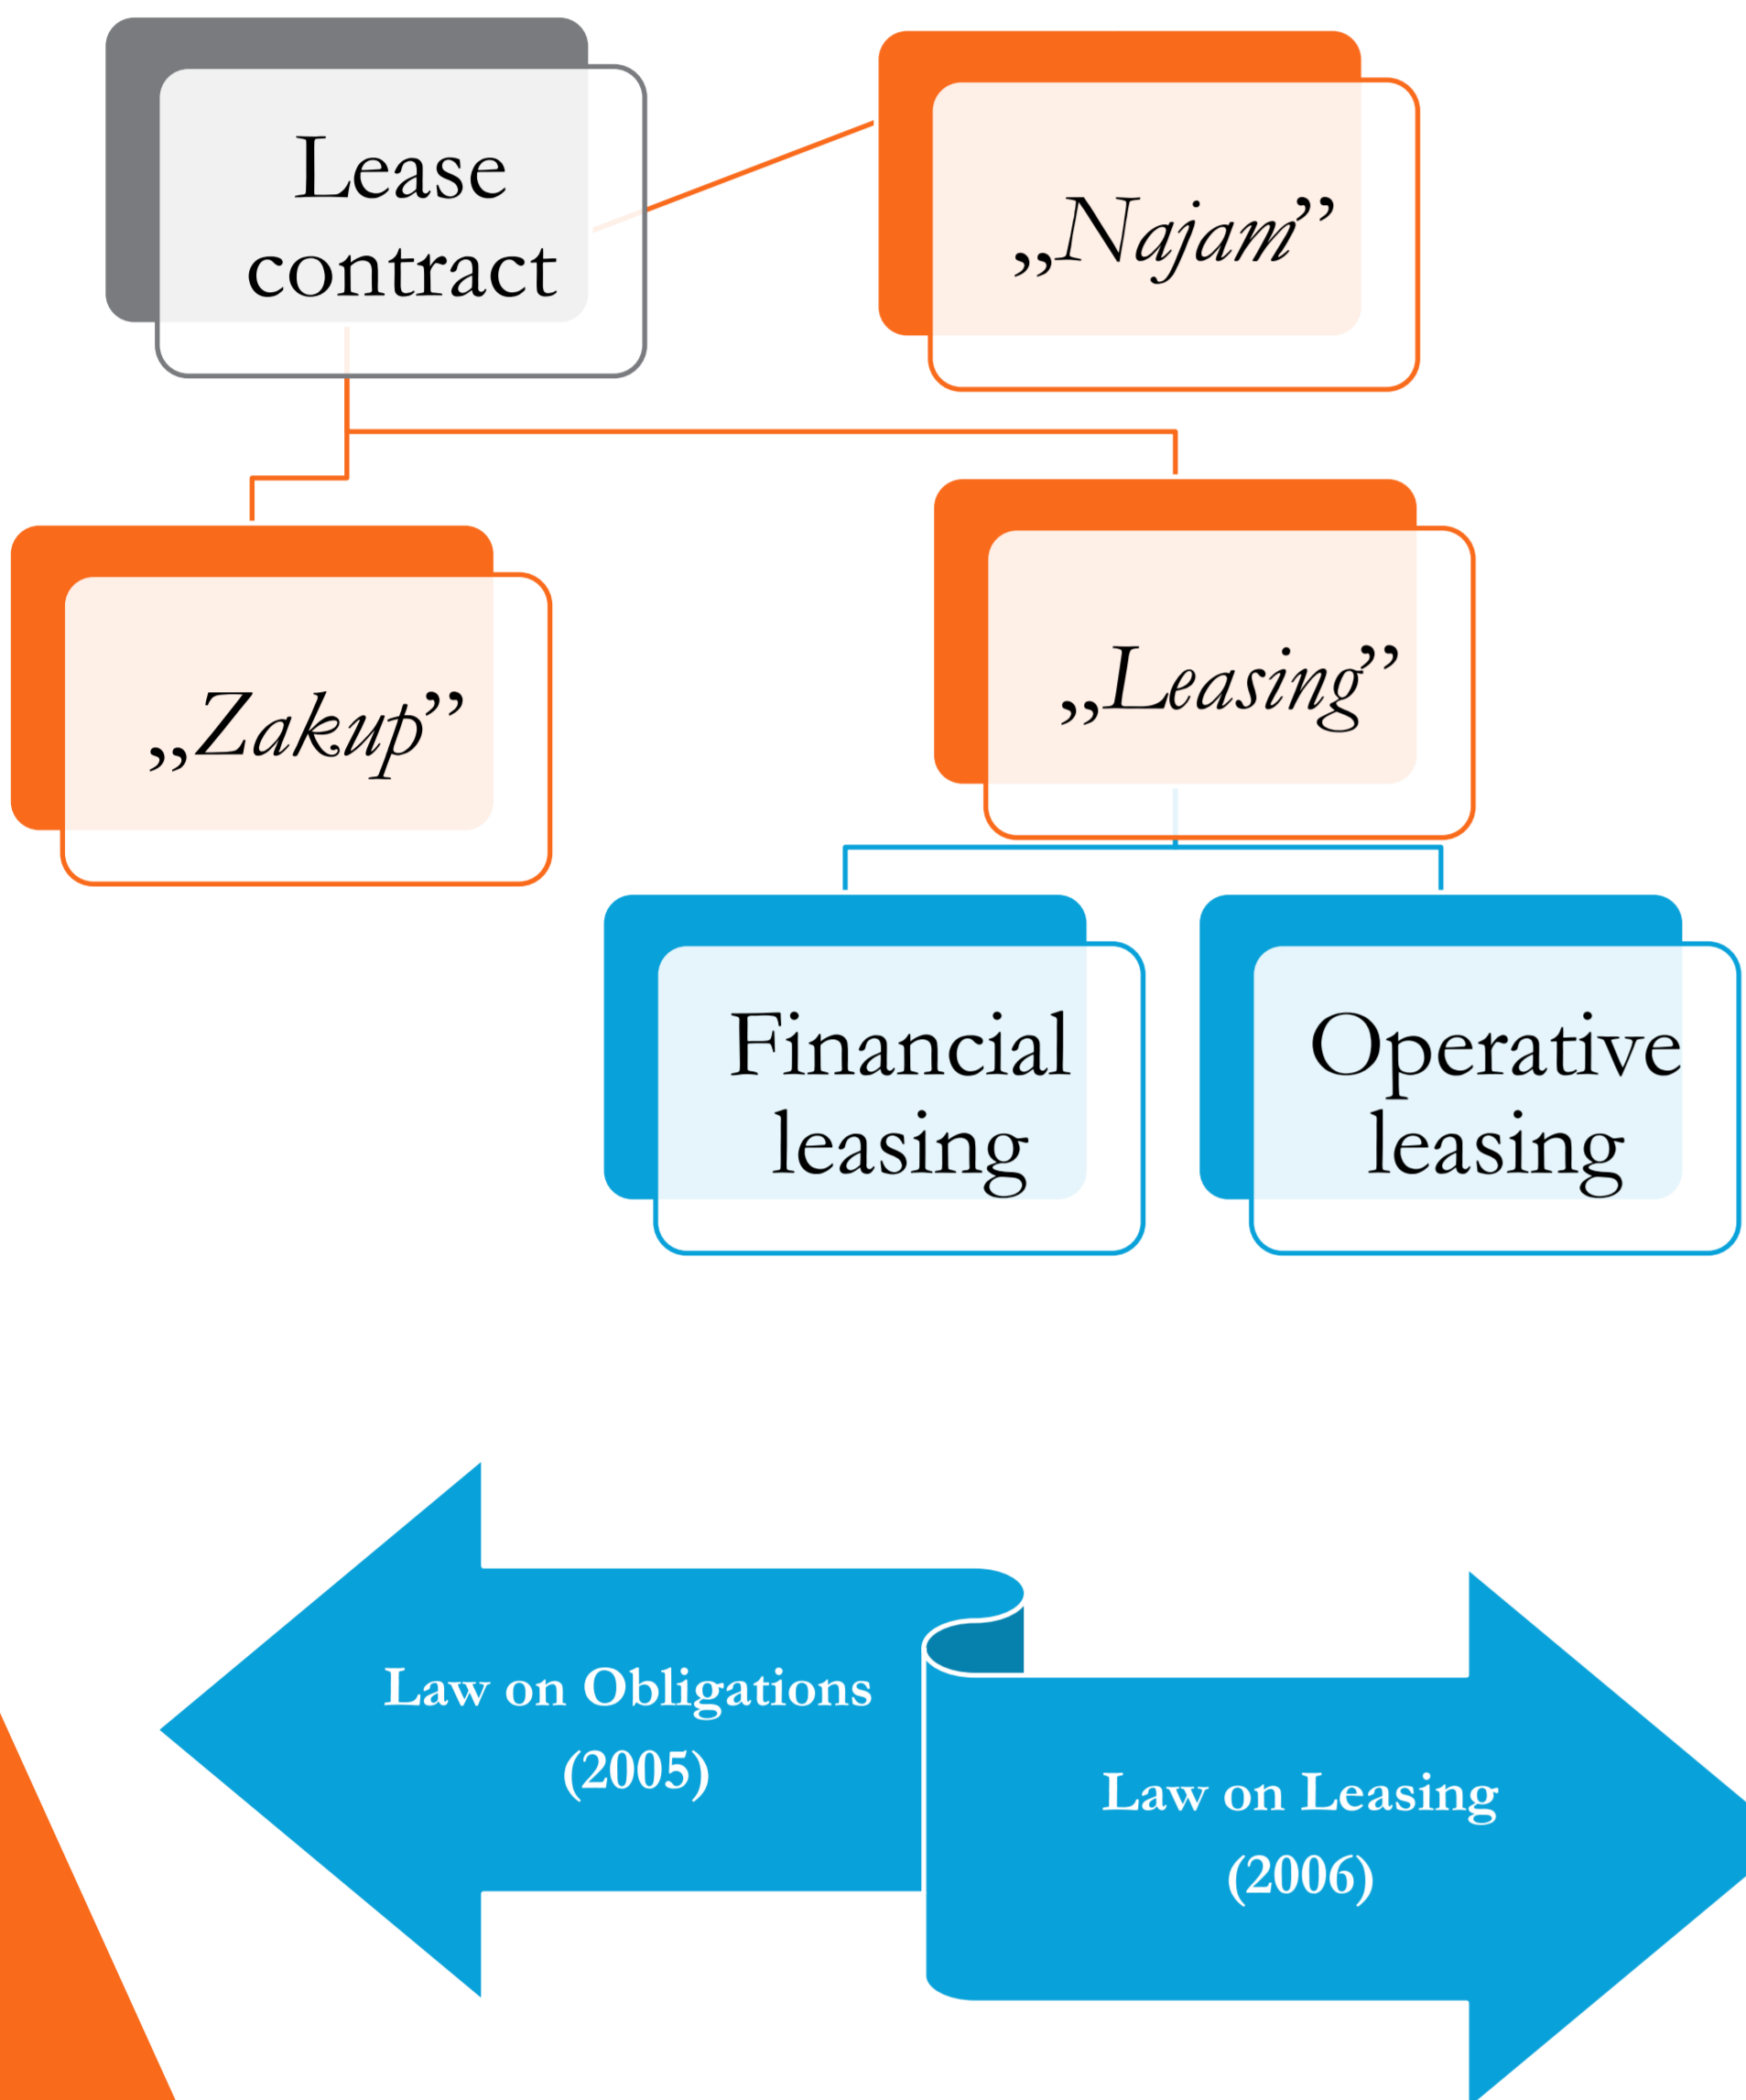 Lease
contract
„Najam”
„Zakup”
„Leasing”
Financial
leasing
Operative
leasing
Law on Obligations
(2005)
Law on Leasing
(2006)